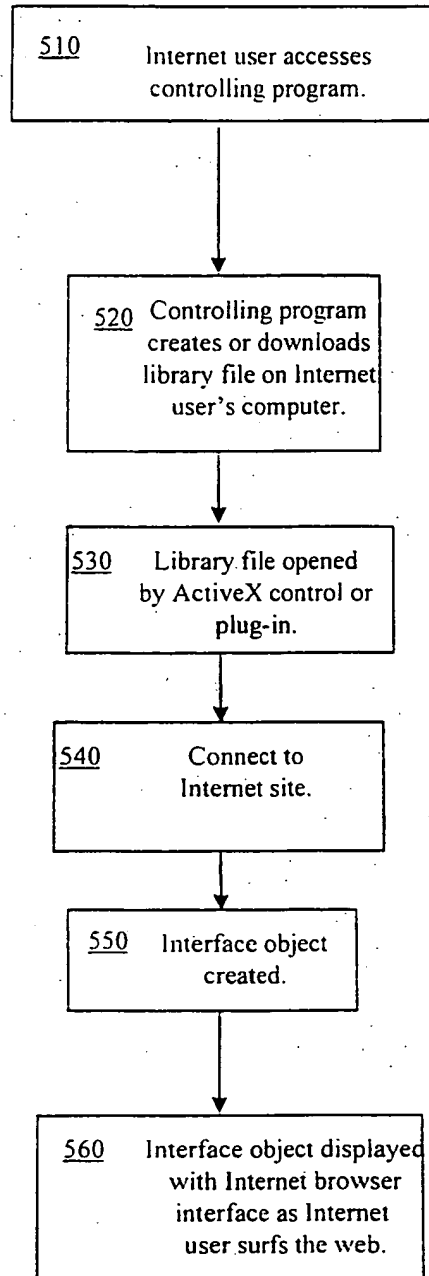 510 Internet user accesses
controlling program.
520 Controlling program
creates or downloads
library file on Internet
user's computer.
530 Library file opened
by ActiveX control or
plug-in.
540 Connect to
Internet site.
550 Interface object
created.
560 Interface object displayed
with Internet browser
interface as Internet
user surfs the web.